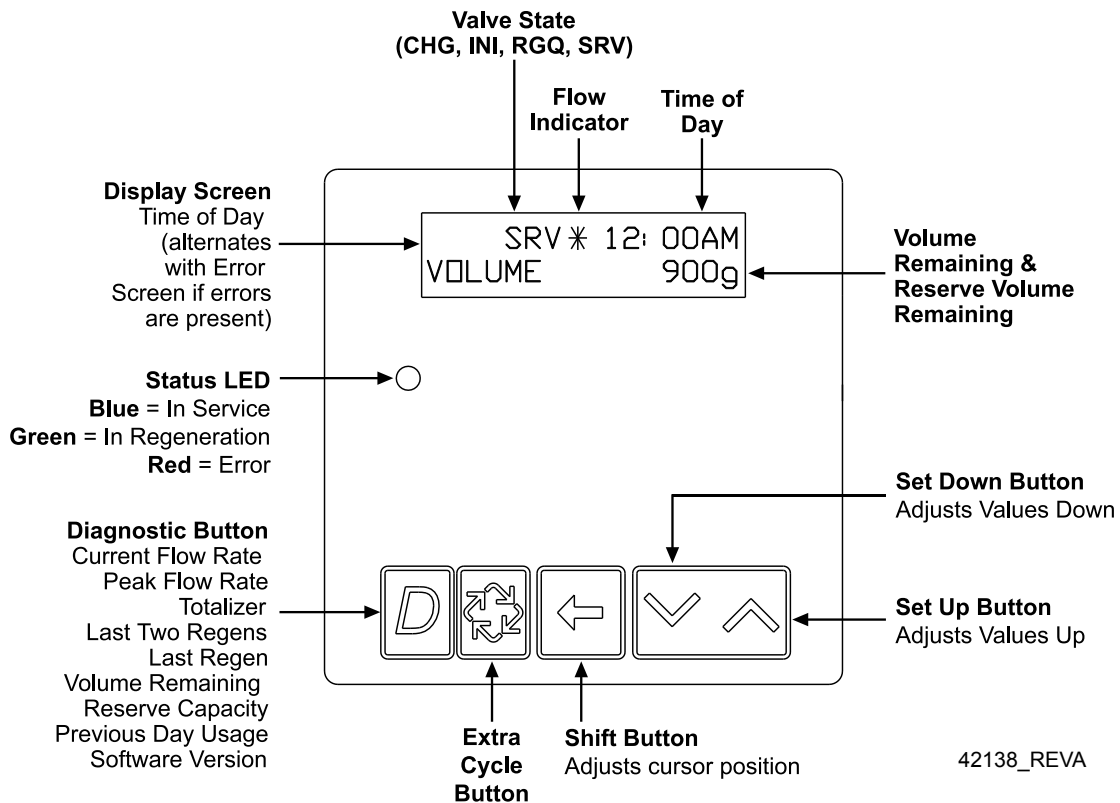 Valve State
(CHG, INI, RGQ, SRV)
Flow
Indicator
Time of
Day
Display Screen
Time of Day
(alternates
with Error
Screen if errors
are present)
SRV * 12: 00AM
VOLUME 900g
Volume
Remaining &
Reserve Volume
Remaining
Status LED
Blue = In Service
Green = In Regeneration
Red = Error
Set Down Button
Adjusts Values Down
Diagnostic Button
Current Flow Rate
Peak Flow Rate
Totalizer
Last Two Regens
Last Regen
Volume Remaining
Reserve Capacity
Previous Day Usage
Software Version
D
Set Up Button
Adjusts Values Up
Extra
Cycle
Button
Shift Button
Adjusts cursor position
42138_REVA